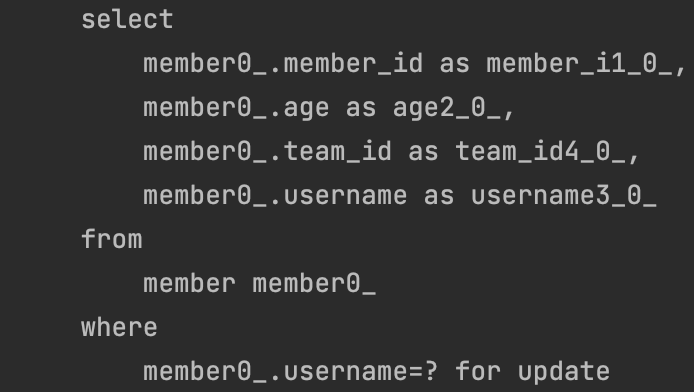 select
member0_.member_id as member_i1_0_,
member0_.age as age2_0_,
member0_.team_id as team_id4_0_,
member0_.username as username3_0_
from
member member0_
where
member0_.username=? for update